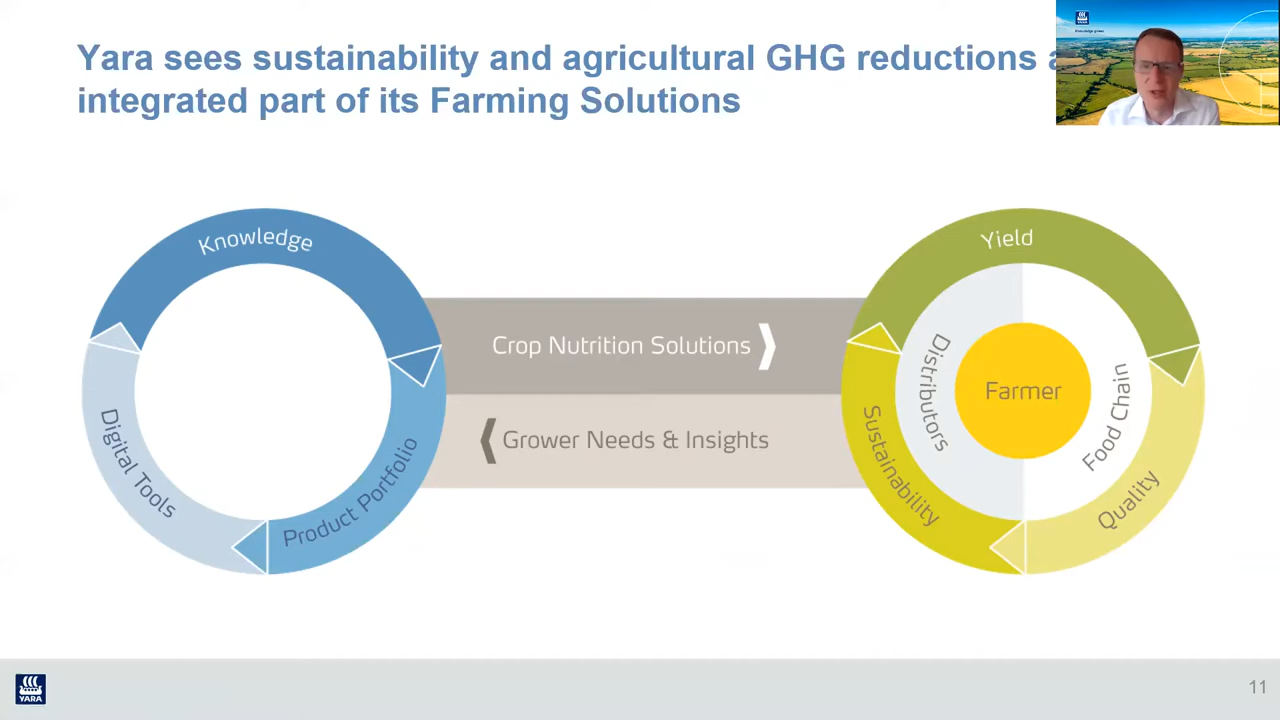 Yara sees sustainability and agricultural GHG reductions
integrated part of its Farming Solutions
Knowledge
Digital Tools
Product Portfolio
Crop Nutrition Solutions
Grower Needs & Insights
Yield
Distributors
Farmer
Food Chain
Sustainability
Quality
YARA
11